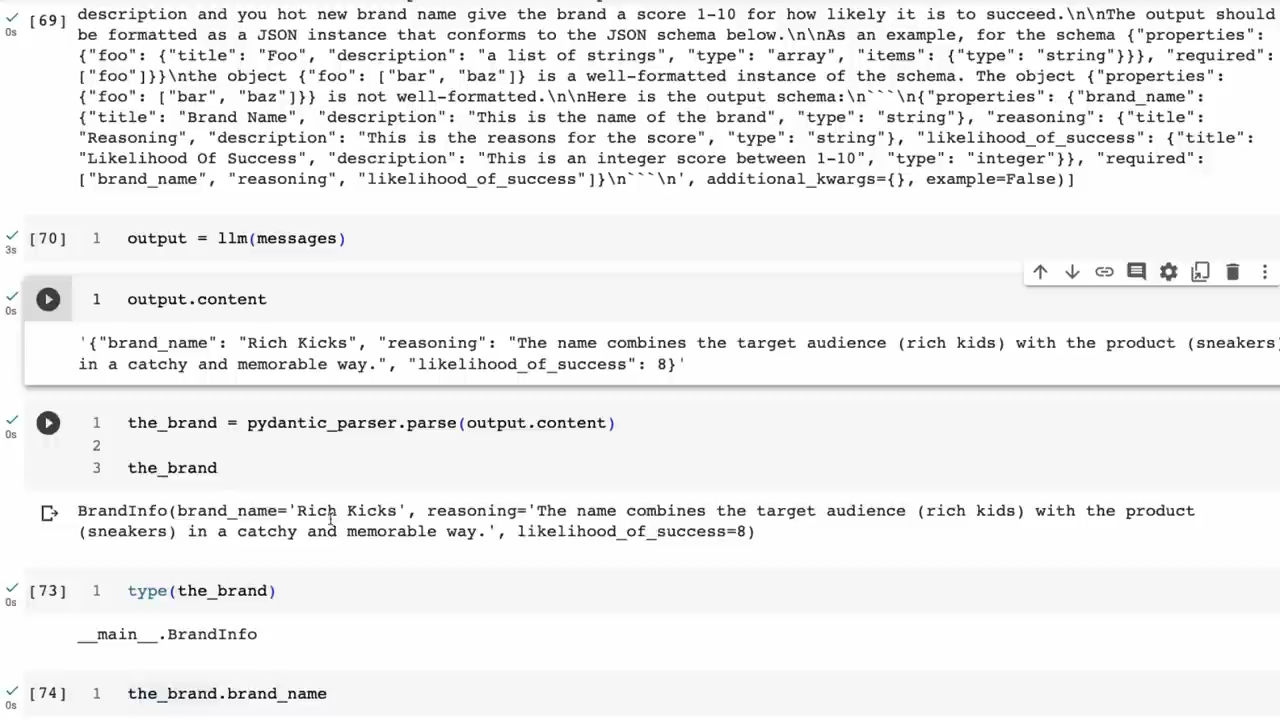 [69] description and you hot new brand name give the brand a score 1-10 for how likely it is to succeed.\n\nThe output should
0s be formatted as a JSON instance that conforms to the JSON schema below.\n\nAs an example, for the schema {"properties":
{"foo": {"title": "Foo", "description": "a list of strings", "type": "array", "items": {"type": "string"}}}, "required":
["foo"]}}\nthe object {"foo": ["bar", "baz"]} is a well-formatted instance of the schema. The object {"properties":
{"foo": ["bar", "baz"]}} is not well-formatted.\n\nHere is the output schema:\n```\n{"properties": {"brand_name":
{"title": "Brand Name", "description": "This is the name of the brand", "type": "string"}, "reasoning": {"title":
"Reasoning", "description": "This is the reasons for the score", "type": "string"}, "likelihood_of_success": {"title":
"Likelihood Of Success", "description": "This is an integer score between 1-10", "type": "integer"}}, "required":
["brand_name", "reasoning", "likelihood_of_success"]}\n```\n', additional_kwargs={}, example=False)]
[70] 1 output = llm(messages)
3s
1 output.content
0s
'{"brand_name": "Rich Kicks", "reasoning": "The name combines the target audience (rich kids) with the product (sneakers)
in a catchy and memorable way.", "likelihood_of_success": 8}'
1 the_brand = pydantic_parser.parse(output.content)
0s
2
3 the_brand
BrandInfo(brand_name='Rich Kicks', reasoning='The name combines the target audience (rich kids) with the product
(sneakers) in a catchy and memorable way.', likelihood_of_success=8)
[73] 1 type(the_brand)
0s
__main__.BrandInfo
[74] 1 the_brand.brand_name
0s